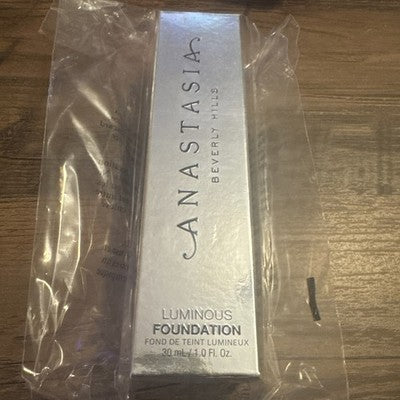 ANASTASIA
BEVERLY HILLS
LUMINOUS
FOUNDATION
FOND DE TEINT LUMINEUX
30 mL / 1.0 Fl. Oz.